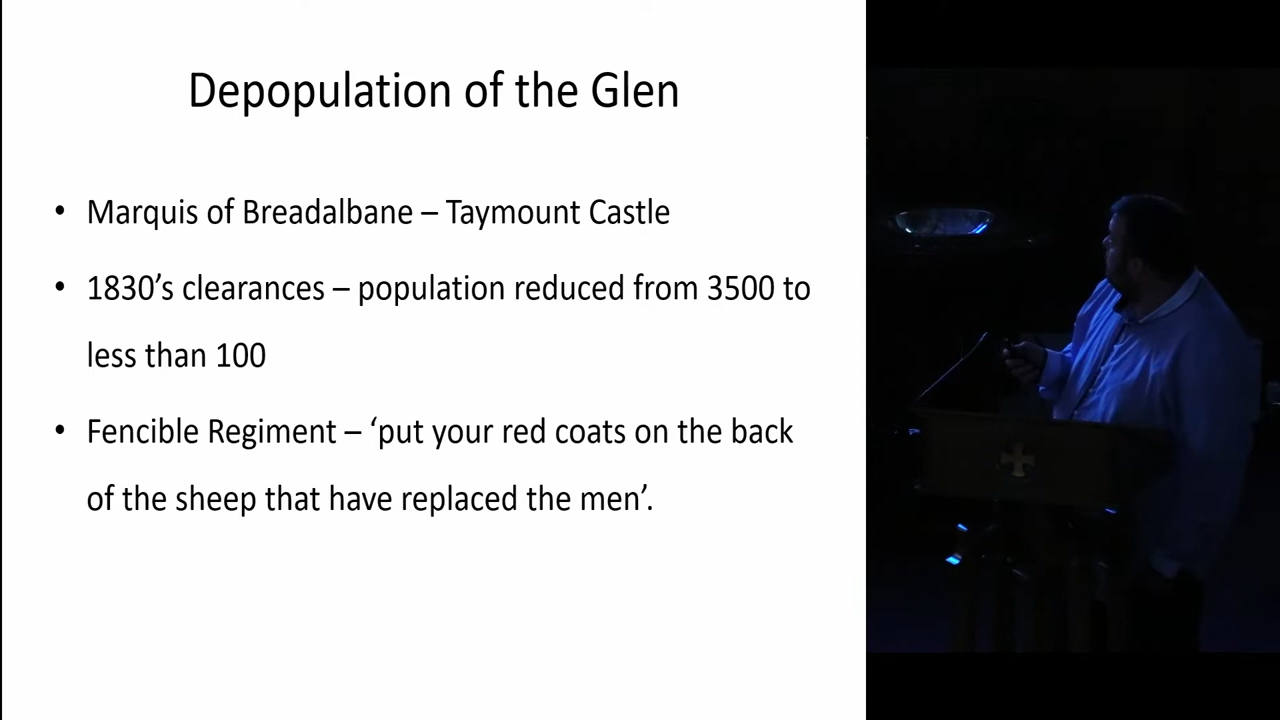 Depopulation of the Glen
• Marquis of Breadalbane – Taymount Castle
• 1830’s clearances – population reduced from 3500 to
less than 100
• Fencible Regiment – ‘put your red coats on the back
of the sheep that have replaced the men’.